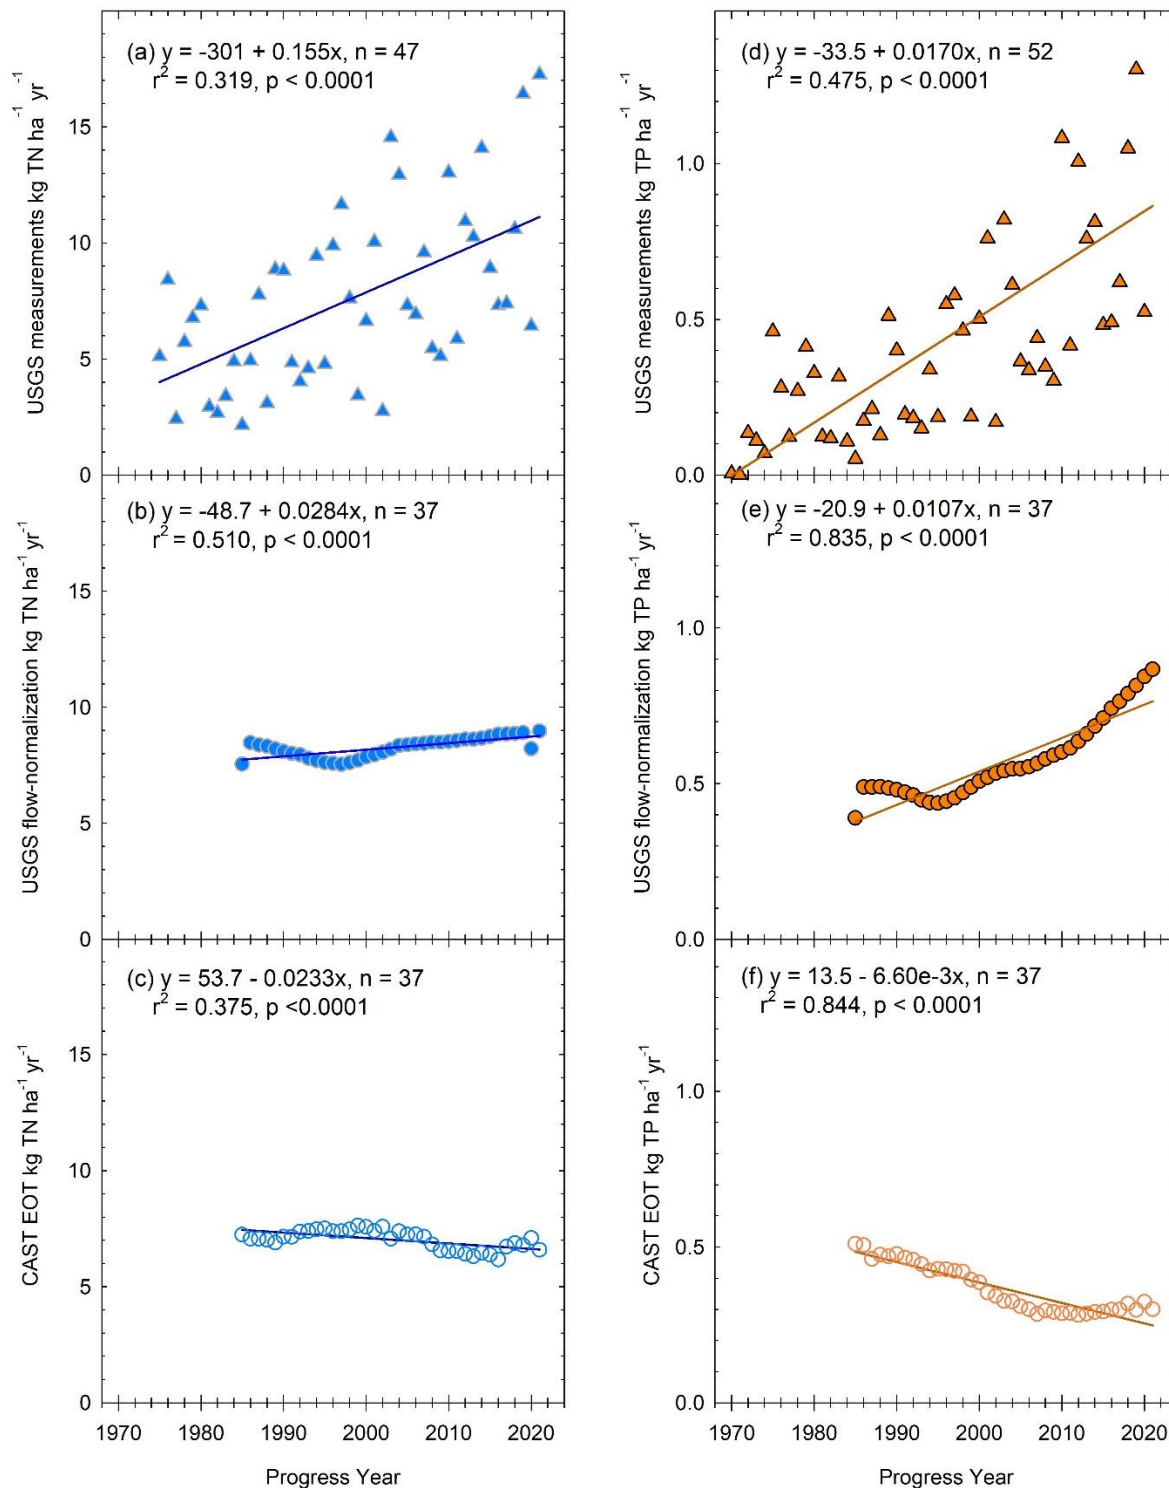 (a) y = -301 + 0.155x, n = 47
r² = 0.319, p < 0.0001
USGS measurements kg TN ha⁻¹ yr⁻¹
15
10
5
0
(d) y = -33.5 + 0.0170x, n = 52
r² = 0.475, p < 0.0001
USGS measurements kg TP ha⁻¹ yr⁻¹
1.0
0.5
0.0
(b) y = -48.7 + 0.0284x, n = 37
r² = 0.510, p < 0.0001
USGS flow-normalization kg TN ha⁻¹ yr⁻¹
15
10
5
0
(e) y = -20.9 + 0.0107x, n = 37
r² = 0.835, p < 0.0001
USGS flow-normalization kg TP ha⁻¹ yr⁻¹
1.0
0.5
0.0
(c) y = 53.7 - 0.0233x, n = 37
r² = 0.375, p <0.0001
CAST EOT kg TN ha⁻¹ yr⁻¹
15
10
5
0
1970 1980 1990 2000 2010 2020
Progress Year
(f) y = 13.5 - 6.60e-3x, n = 37
r² = 0.844, p < 0.0001
CAST EOT kg TP ha⁻¹ yr⁻¹
1.0
0.5
0.0
1970 1980 1990 2000 2010 2020
Progress Year